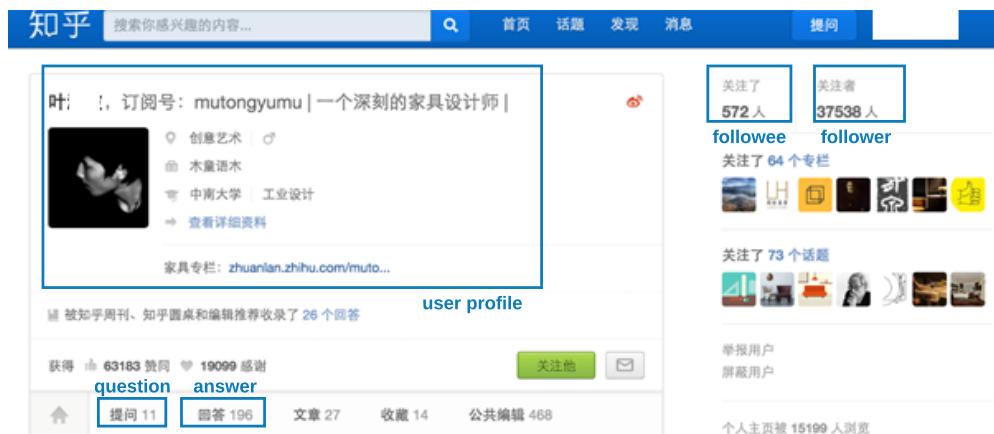 知乎 搜索你感兴趣的内容... 首页 话题 发现 消息 提问
叶 ，订阅号：mutongyumu | 一个深刻的家具设计师 |
创意艺术
木童语木
中南大学 工业设计
查看详细资料
家具专栏：zhuanlan.zhihu.com/muto...
user profile
被知乎周刊、知乎圆桌和编辑推荐收录了 26 个回答
获得 63183 赞同 19099 感谢
关注他
question answer
提问 11 回答 196 文章 27 收藏 14 公共编辑 468
关注了 关注者
572 人 37538 人
followee follower
关注了 64 个专栏
关注了 73 个话题
举报用户
屏蔽用户
个人主页被 15199 人浏览